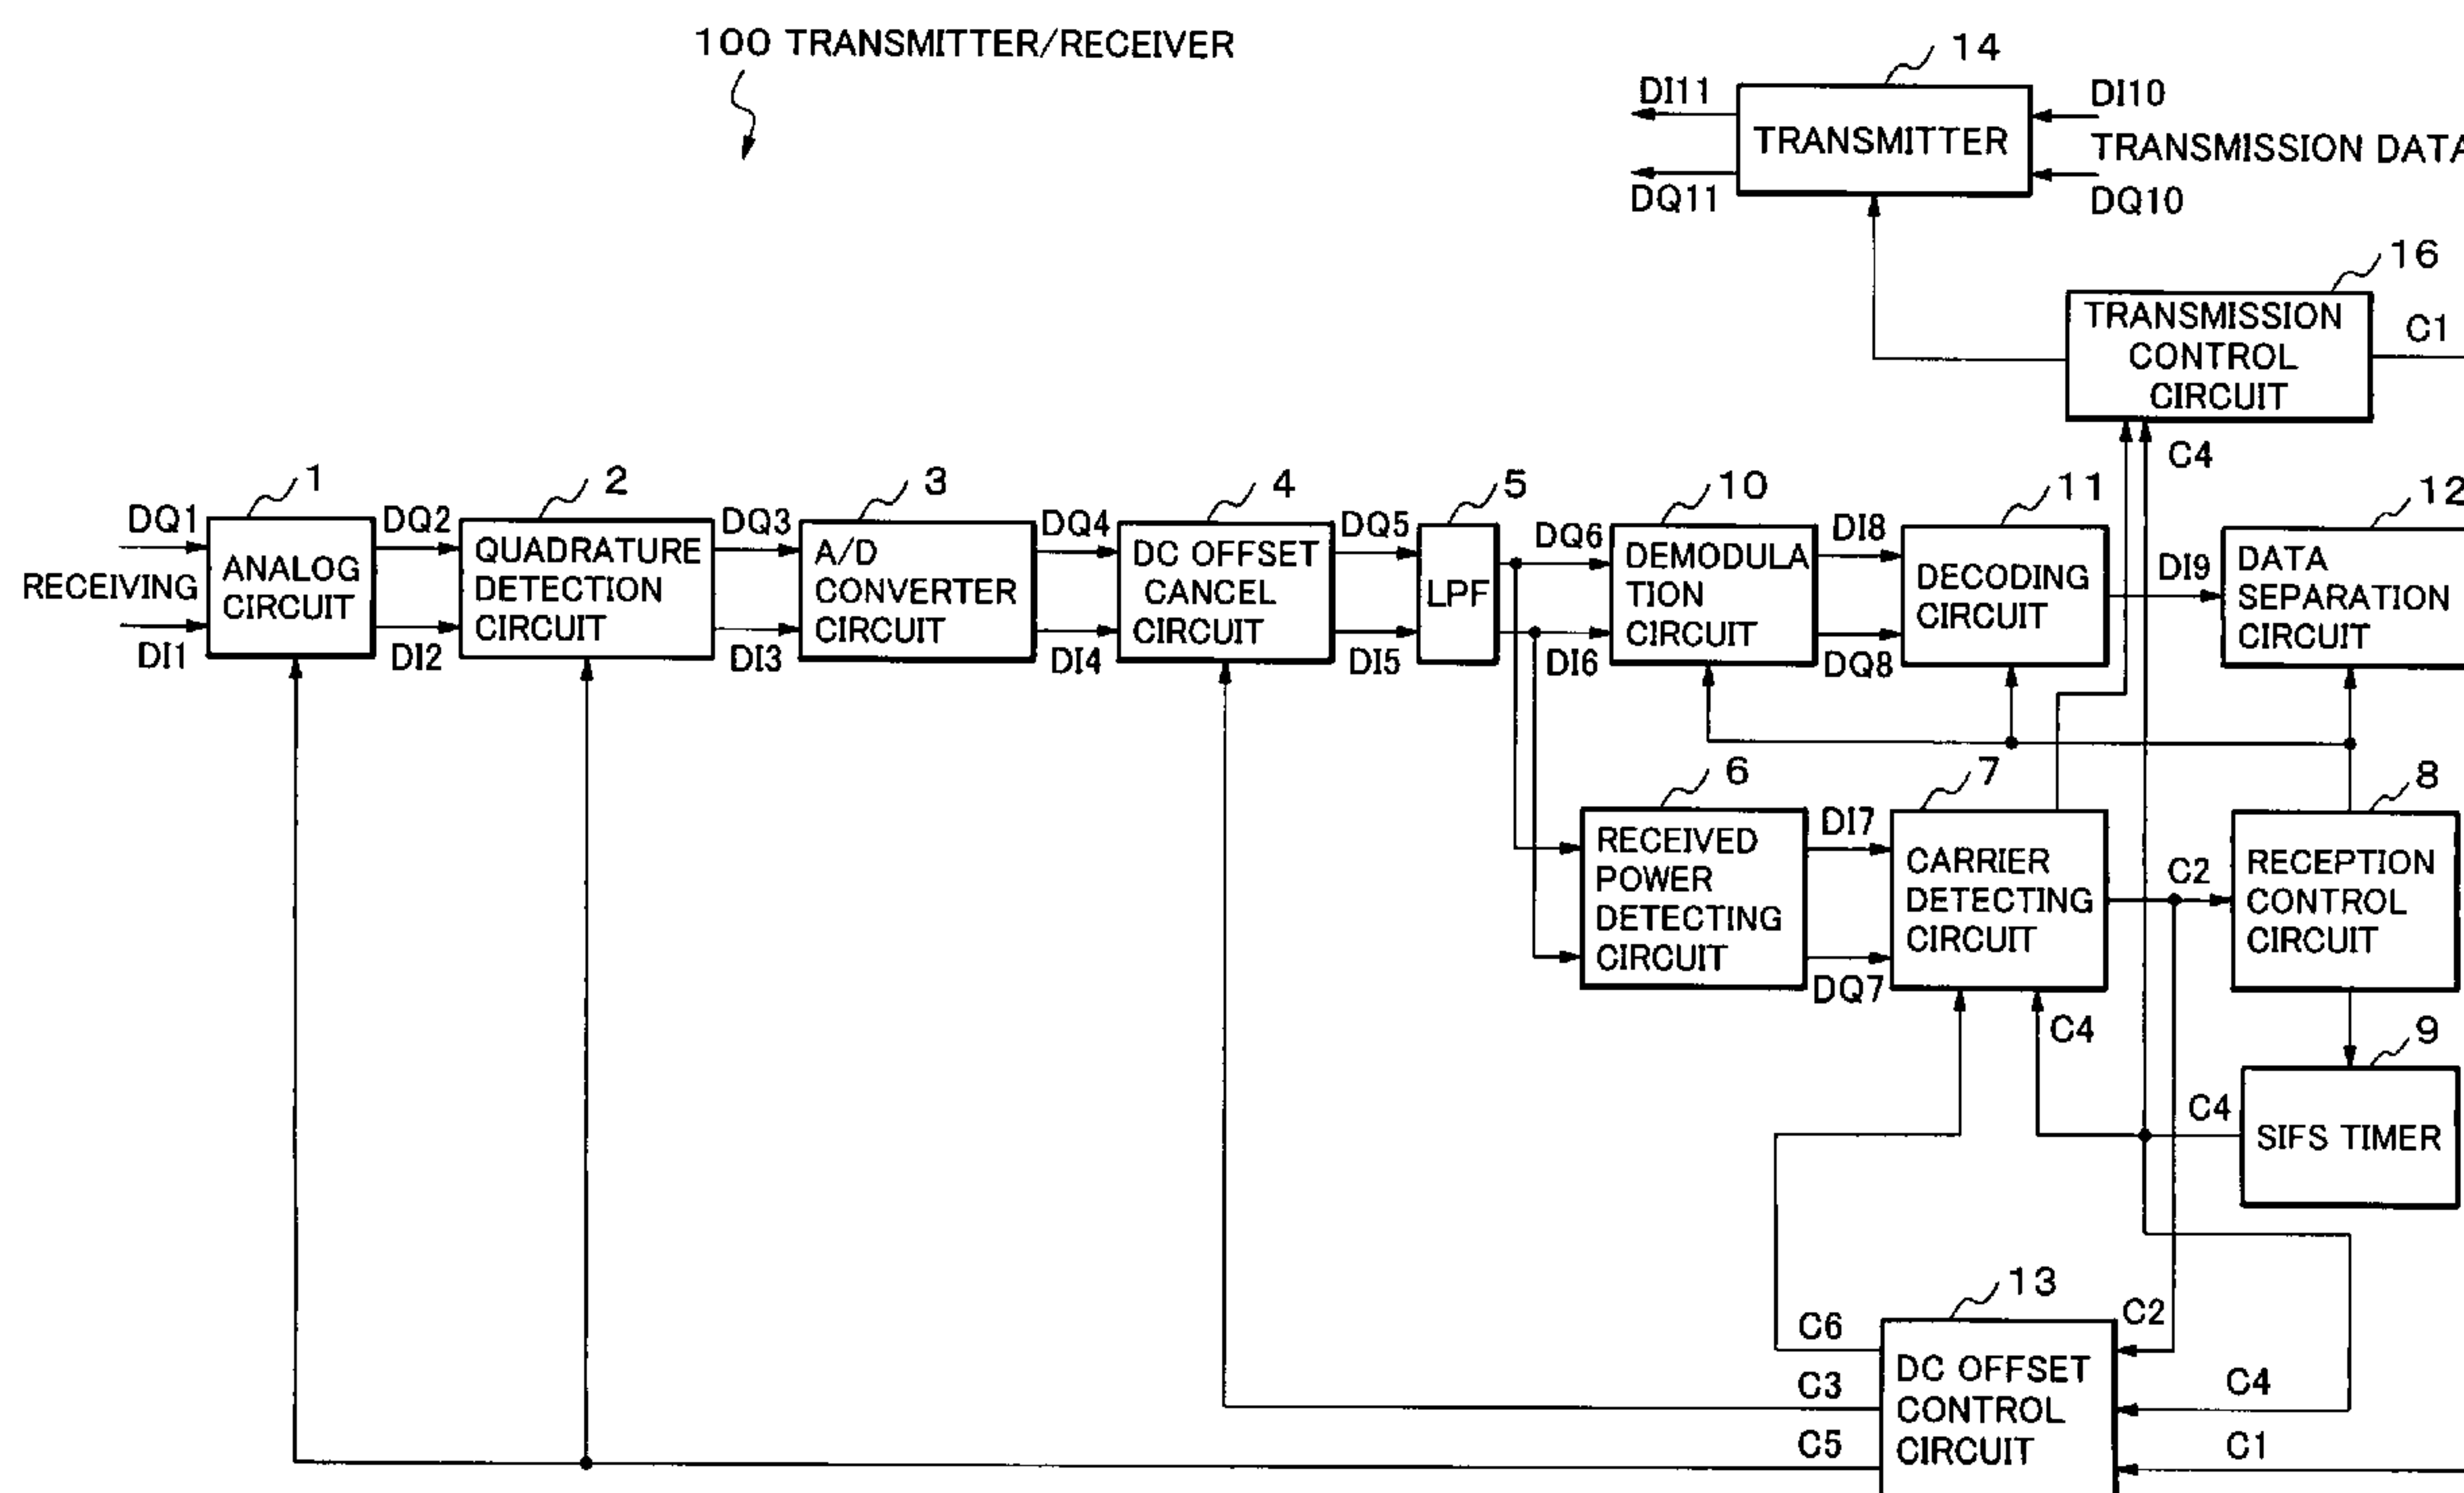 100 TRANSMITTER/RECEIVER
14
DI11
TRANSMITTER
DI10
TRANSMISSION DATA
DQ11
DQ10
16
TRANSMISSION
CONTROL
CIRCUIT
C1
C4
1
2
3
4
5
10
11
12
DQ1
RECEIVING
DI1
ANALOG
CIRCUIT
DQ2
DI2
QUADRATURE
DETECTION
CIRCUIT
DQ3
DI3
A/D
CONVERTER
CIRCUIT
DQ4
DI4
DC OFFSET
CANCEL
CIRCUIT
DQ5
DI5
LPF
DQ6
DI6
DEMODULA
TION
CIRCUIT
DI8
DQ8
DECODING
CIRCUIT
DI9
DATA
SEPARATION
CIRCUIT
6
7
8
RECEIVED
POWER
DETECTING
CIRCUIT
DI7
DQ7
CARRIER
DETECTING
CIRCUIT
C2
RECEPTION
CONTROL
CIRCUIT
C4
9
C4
SIFS TIMER
13
C6
C3
C5
DC OFFSET
CONTROL
CIRCUIT
C2
C4
C1